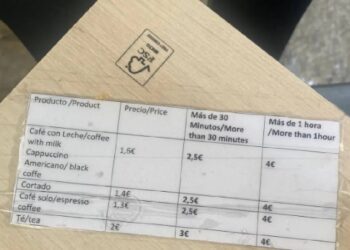 FSC
Producto /Product Precio/Price Más de 30 Más de 1 hora
Minutos/More /More than 1hour
than 30 minutes
Café con Leche/coffee 1,5€ 2,5€ 4€
with milk
Cappuccino
Americano/ black
coffe
Cortado 1,4€ 2,5€ 4€
Café solo/espresso 1,3€ 2,5€ 4€
coffee
Té/tea 2€ 3€ 4€